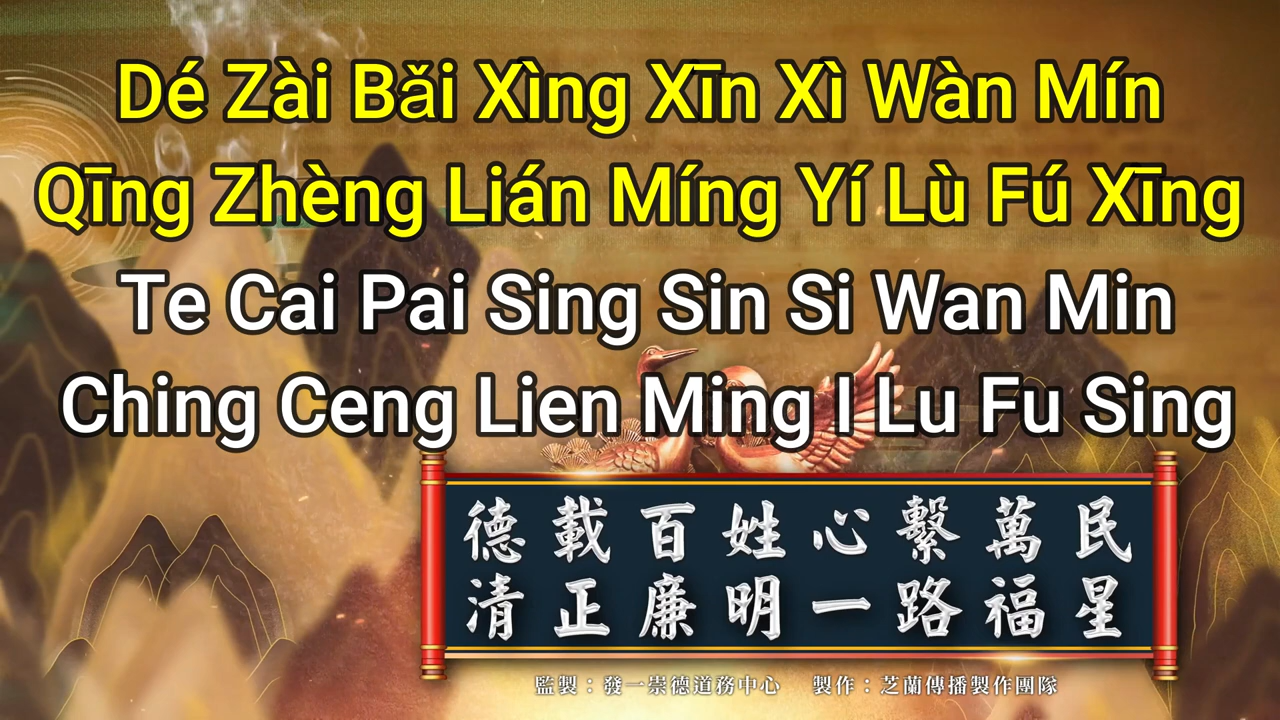 Dé Zài Bǎi Xìng Xīn Xì Wàn Mín
Qīng Zhèng Lián Míng Yí Lù Fú Xīng
Te Cai Pai Sing Sin Si Wan Min
Ching Ceng Lien Ming I Lu Fu Sing
德載百姓心繫萬民
清正廉明一路福星
監製：發一崇德道務中心 製作：芝蘭傳播製作團隊